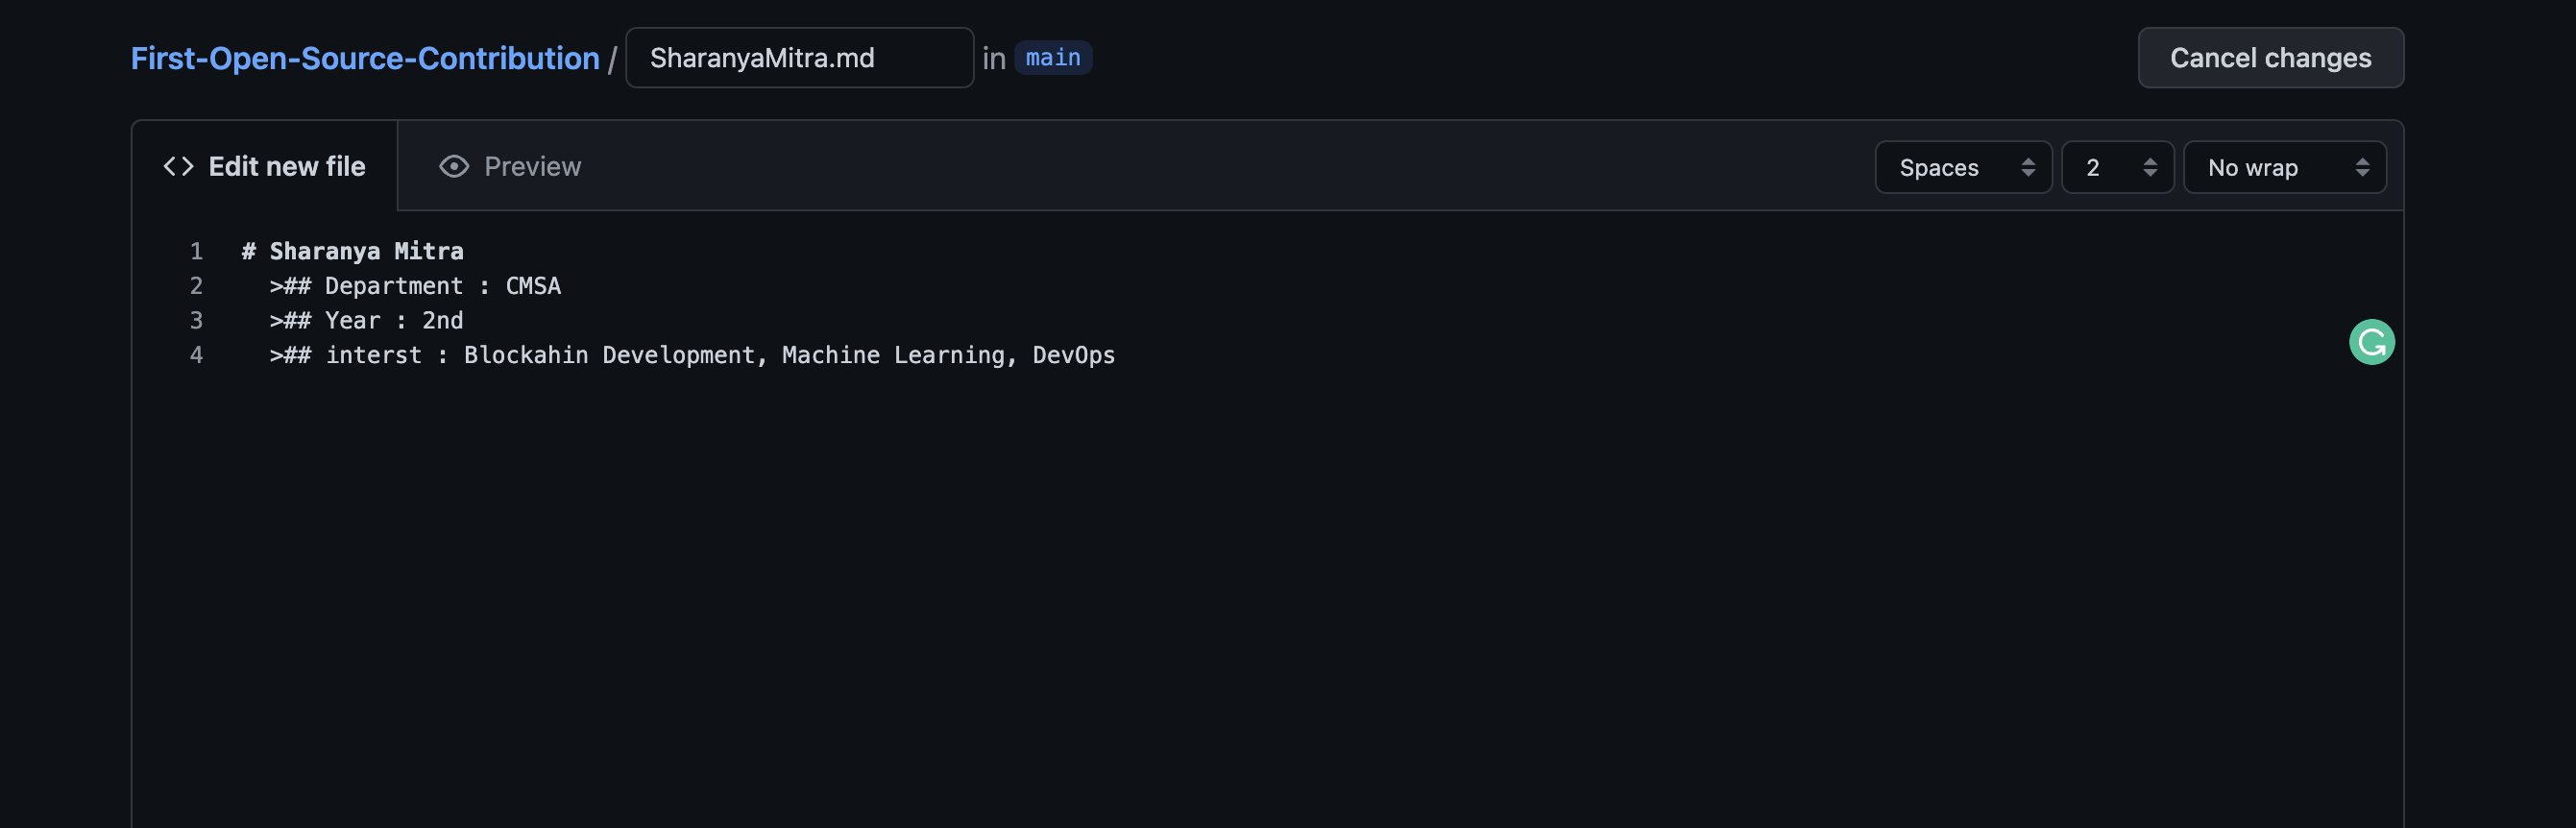 First-Open-Source-Contribution / SharanyaMitra.md in main Cancel changes
<> Edit new file Preview Spaces 2 No wrap
1 # Sharanya Mitra
2 >## Department : CMSA
3 >## Year : 2nd
4 >## interst : Blockahin Development, Machine Learning, DevOps